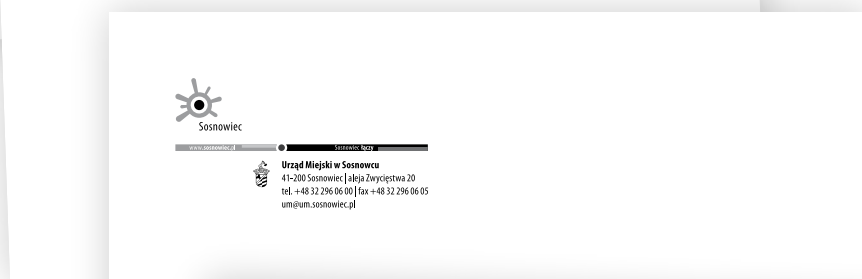 Sosnowiec
www.sosnowiec.pl
Sosnowiec łączy
Urząd Miejski w Sosnowcu
41-200 Sosnowiec | aleja Zwycięstwa 20
tel. +48 32 296 06 00 | fax +48 32 296 06 05
um@um.sosnowiec.pl